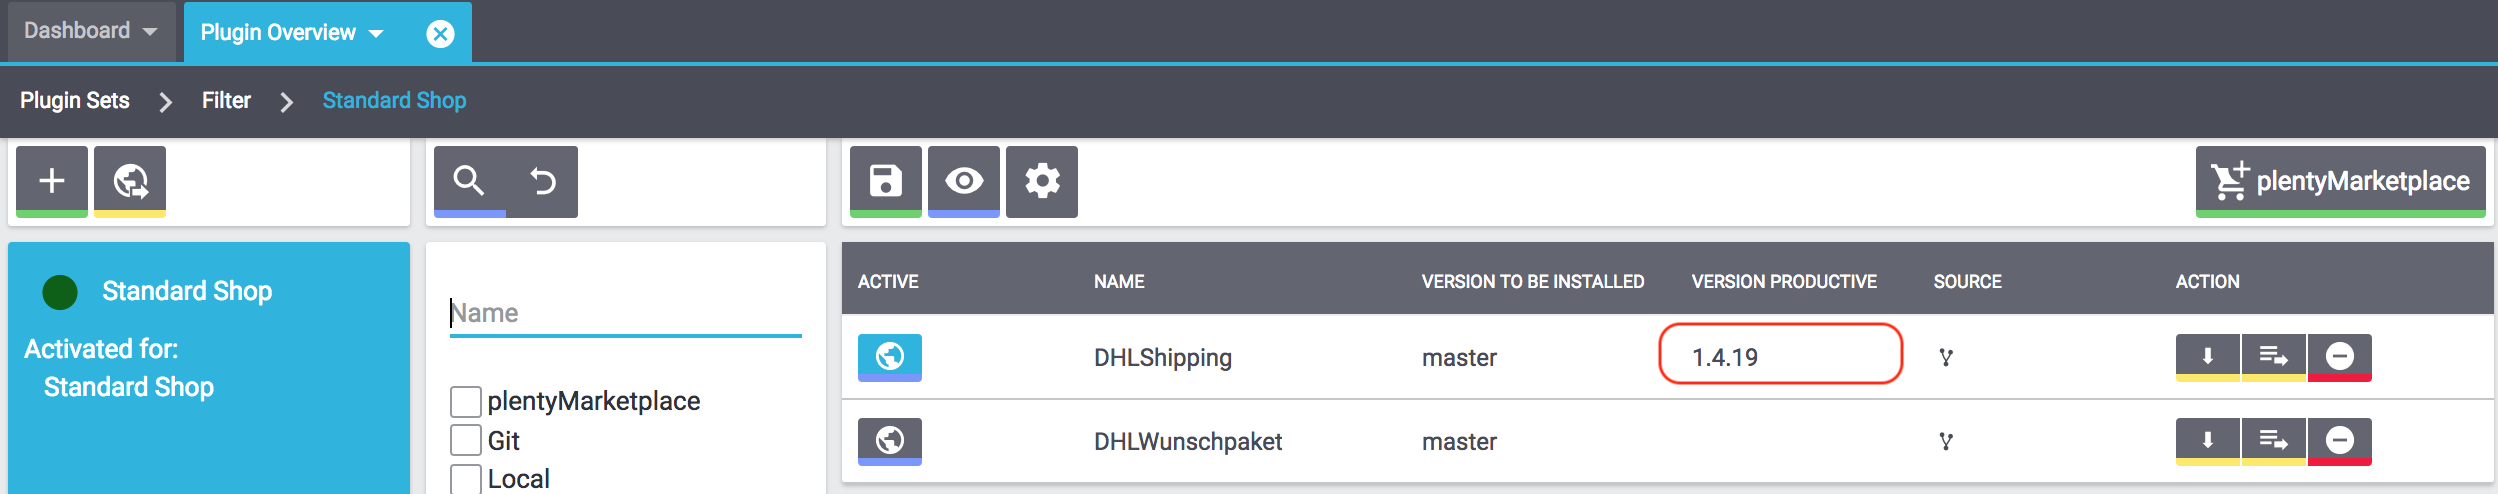 Dashboard
Plugin Overview
Plugin Sets
Filter
Standard Shop
plentyMarketplace
Standard Shop
Activated for:
Standard Shop
Name
plentyMarketplace
Git
Local
ACTIVE NAME VERSION TO BE INSTALLED VERSION PRODUCTIVE SOURCE ACTION
DHLShipping master 1.4.19
DHLWunschpaket master